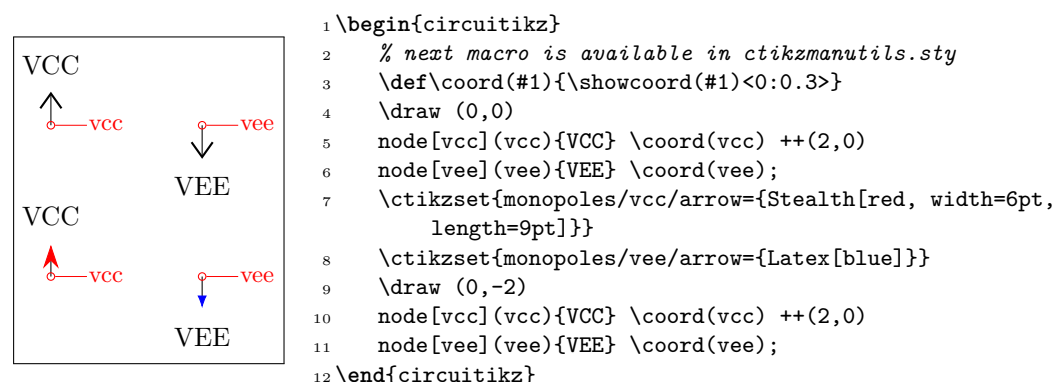 VCC
vcc
vee
VEE
VCC
vcc
vee
VEE
1 \begin{circuitikz}
2 % next macro is available in ctikzmanutils.sty
3 \def\coord(#1){\showcoord(#1)<0:0.3>}
4 \draw (0,0)
5 node[vcc](vcc){VCC} \coord(vcc) ++(2,0)
6 node[vee](vee){VEE} \coord(vee);
7 \ctikzset{monopoles/vcc/arrow={Stealth[red, width=6pt,
length=9pt]}}
8 \ctikzset{monopoles/vee/arrow={Latex[blue]}}
9 \draw (0,-2)
10 node[vcc](vcc){VCC} \coord(vcc) ++(2,0)
11 node[vee](vee){VEE} \coord(vee);
12 \end{circuitikz}